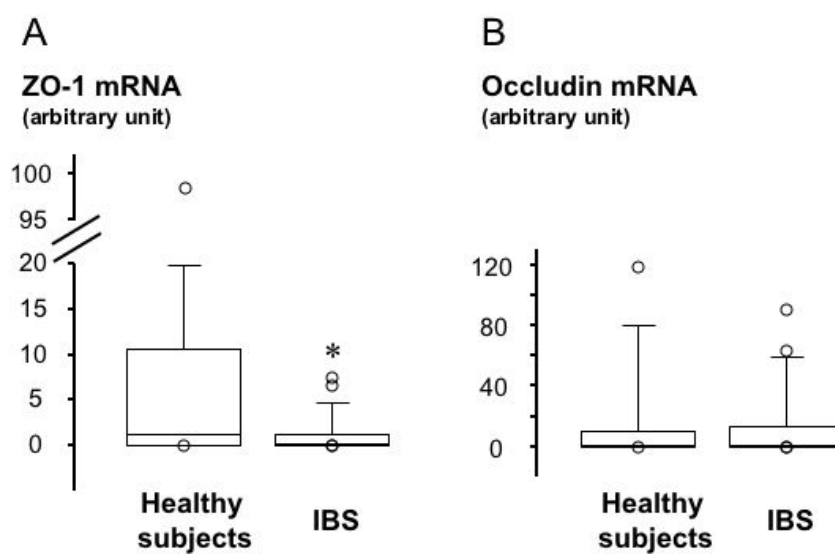 A
ZO-1 mRNA
(arbitrary unit)
100
95
20
15
10
5
0
*
Healthy
subjects
IBS
B
Occludin mRNA
(arbitrary unit)
120
80
40
0
Healthy
subjects
IBS